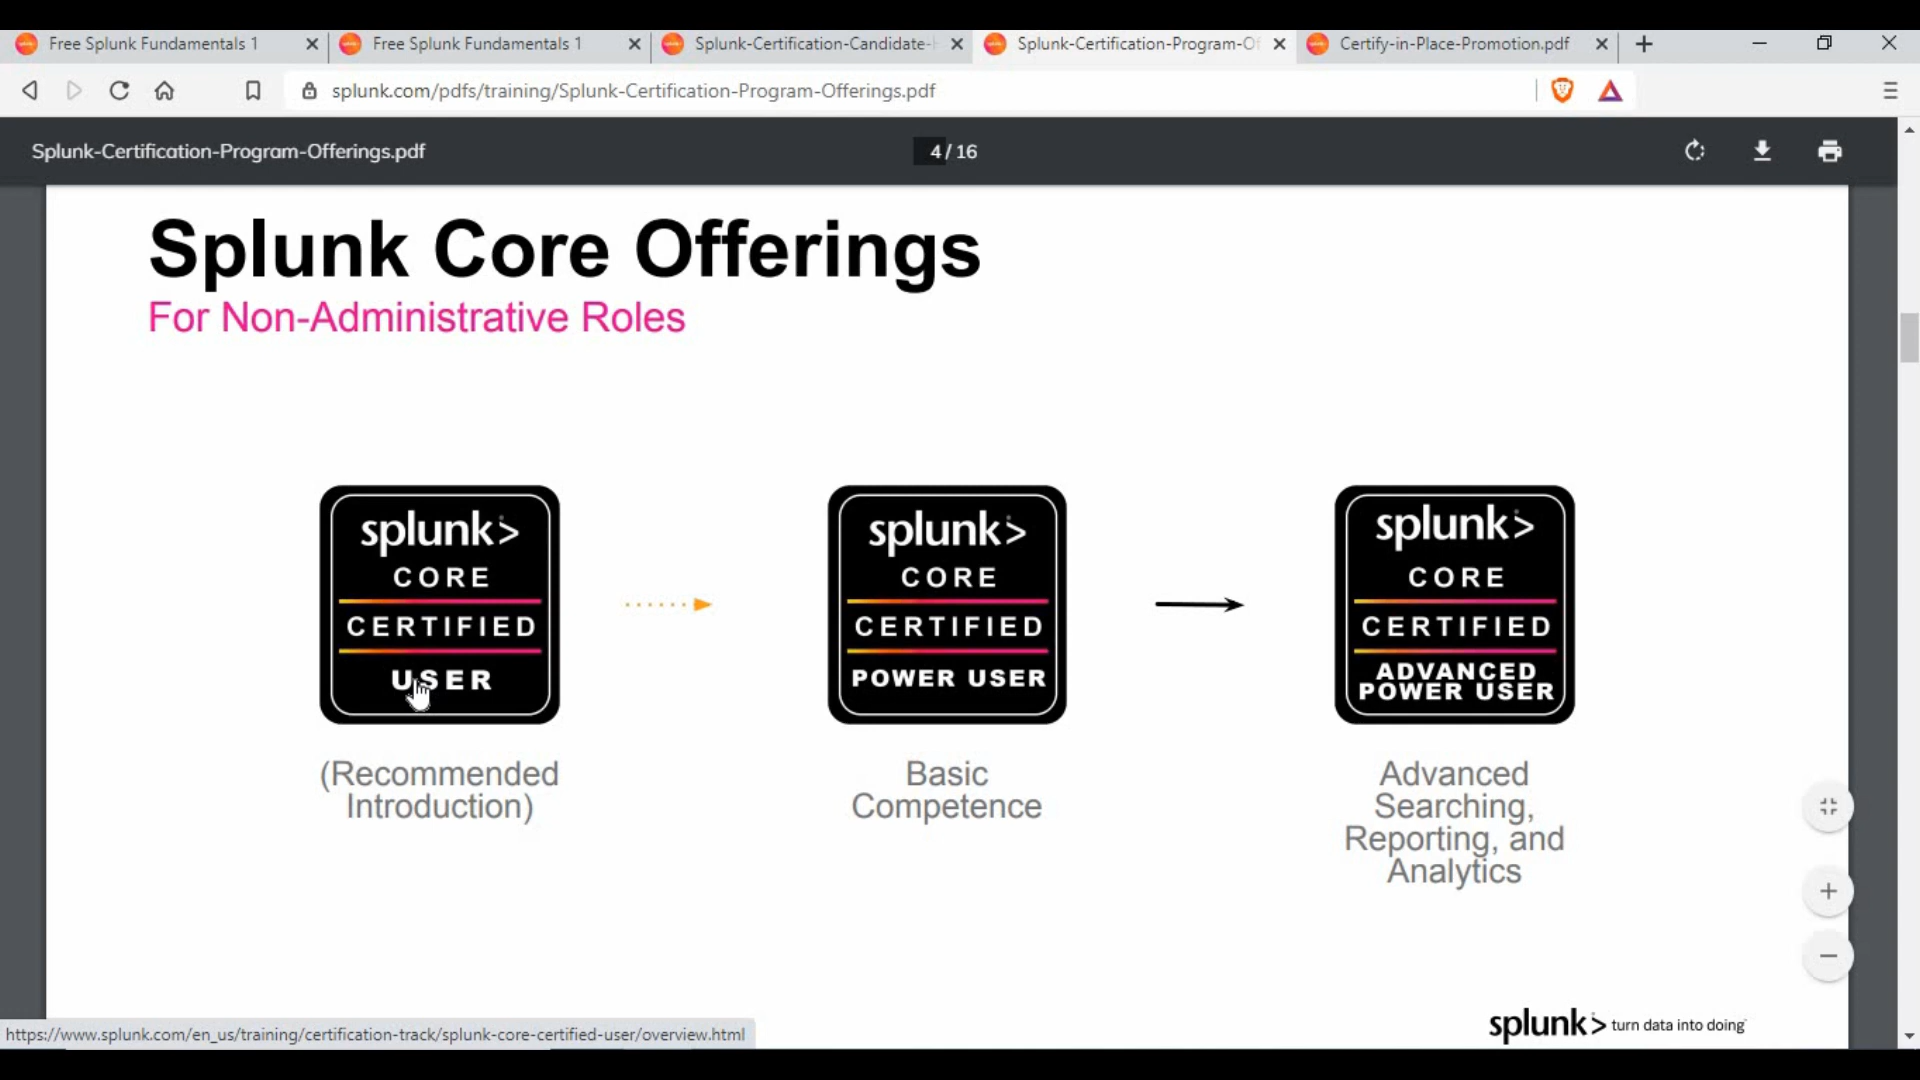 Free Splunk Fundamentals 1
Free Splunk Fundamentals 1
Splunk-Certification-Candidate-
Splunk-Certification-Program-Of
Certify-in-Place-Promotion.pdf
splunk.com/pdfs/training/Splunk-Certification-Program-Offerings.pdf
Splunk-Certification-Program-Offerings.pdf
4 / 16
Splunk Core Offerings
For Non-Administrative Roles
splunk>
CORE
CERTIFIED
USER
(Recommended
Introduction)
splunk>
CORE
CERTIFIED
POWER USER
Basic
Competence
splunk>
CORE
CERTIFIED
ADVANCED
POWER USER
Advanced
Searching,
Reporting, and
Analytics
splunk> turn data into doing
https://www.splunk.com/en_us/training/certification-track/splunk-core-certified-user/overview.html